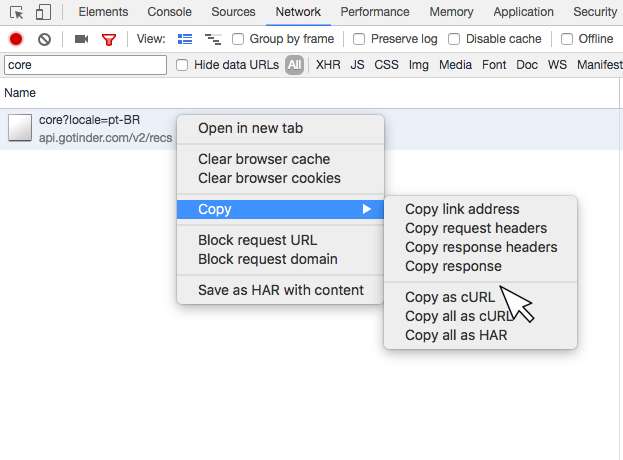 Elements Console Sources Network Performance Memory Application Security
View: Group by frame Preserve log Disable cache Offline
core Hide data URLs All XHR JS CSS Img Media Font Doc WS Manifest
Name
core?locale=pt-BR
api.gotinder.com/v2/recs
Open in new tab
Clear browser cache
Clear browser cookies
Copy
Block request URL
Block request domain
Save as HAR with content
Copy link address
Copy request headers
Copy response headers
Copy response
Copy as cURL
Copy all as cURL
Copy all as HAR